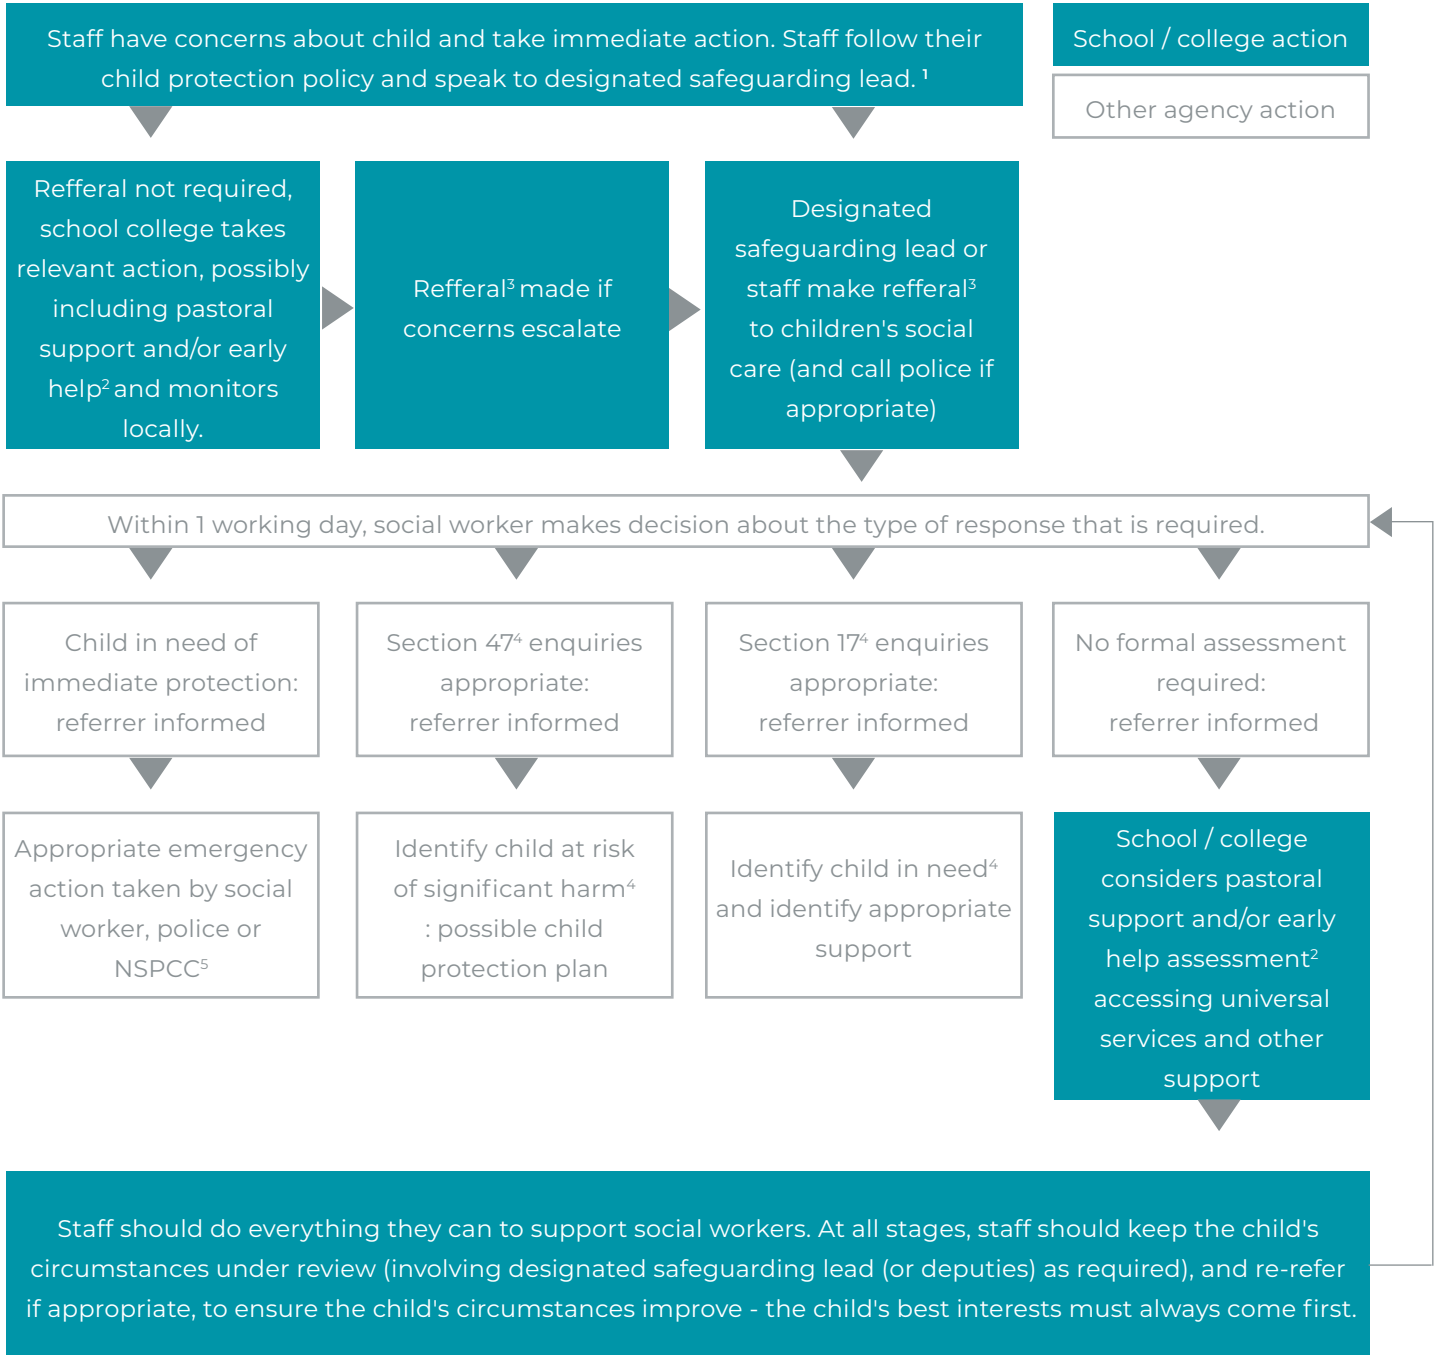 Staff have concerns about child and take immediate action. Staff follow their
child protection policy and speak to designated safeguarding lead. ¹
School / college action
Other agency action
Refferal not required,
school college takes
relevant action, possibly
including pastoral
support and/or early
help² and monitors
locally.
Refferal³ made if
concerns escalate
Designated
safeguarding lead or
staff make refferal³
to children's social
care (and call police if
appropriate)
Within 1 working day, social worker makes decision about the type of response that is required.
Child in need of
immediate protection:
referrer informed
Section 47⁴ enquiries
appropriate:
referrer informed
Section 17⁴ enquiries
appropriate:
referrer informed
No formal assessment
required:
referrer informed
Appropriate emergency
action taken by social
worker, police or
NSPCC⁵
Identify child at risk
of significant harm⁴
: possible child
protection plan
Identify child in need⁴
and identify appropriate
support
School / college
considers pastoral
support and/or early
help assessment²
accessing universal
services and other
support
Staff should do everything they can to support social workers. At all stages, staff should keep the child's
circumstances under review (involving designated safeguarding lead (or deputies) as required), and re-refer
if appropriate, to ensure the child's circumstances improve - the child's best interests must always come first.